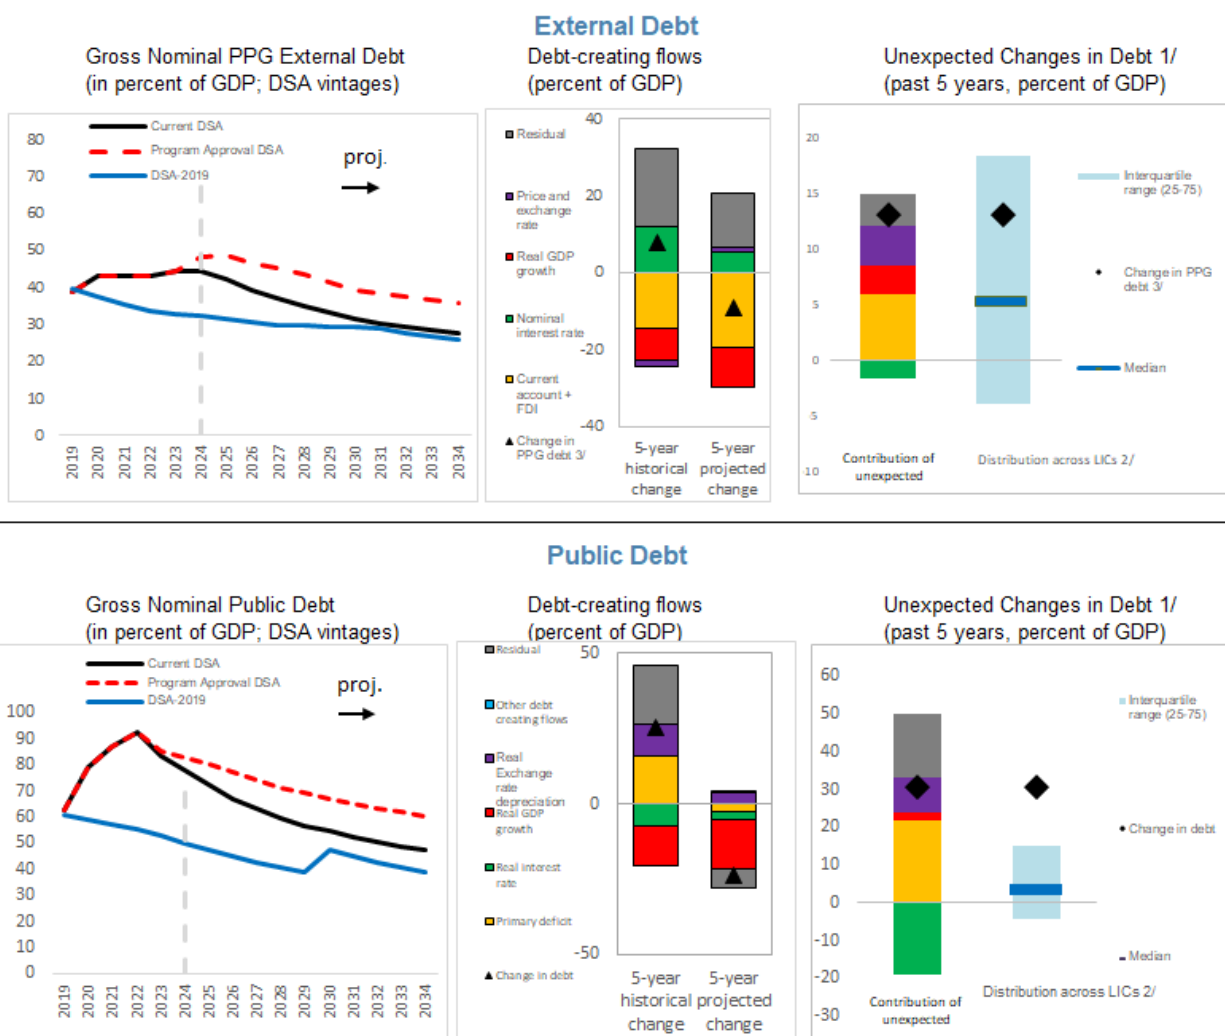 External Debt
Gross Nominal PPG External Debt
(in percent of GDP; DSA vintages)
Debt-creating flows
(percent of GDP)
Unexpected Changes in Debt 1/
(past 5 years, percent of GDP)
Current DSA
Program Approval DSA
DSA-2019
proj.
80
70
60
50
40
30
20
10
0
2019
2020
2021
2022
2023
2024
2025
2026
2027
2028
2029
2030
2031
2032
2033
2034
Residual
Price and
exchange
rate
Real GDP
growth
Nominal
interest rate
Current
account +
FDI
Change in
PPG debt 3/
40
20
0
-20
-40
5-year
historical
change
5-year
projected
change
20
15
10
5
0
-5
-10
Contribution of
unexpected
Distribution across LICs 2/
Interquartile
range (25-75)
Change in PPG
debt 3/
Median
Public Debt
Gross Nominal Public Debt
(in percent of GDP; DSA vintages)
Debt-creating flows
(percent of GDP)
Unexpected Changes in Debt 1/
(past 5 years, percent of GDP)
Current DSA
Program Approval DSA
DSA-2019
proj.
100
90
80
70
60
50
40
30
20
10
0
2019
2020
2021
2022
2023
2024
2025
2026
2027
2028
2029
2030
2031
2032
2033
2034
Residual
Other debt
creating flows
Real
Exchange
rate
depreciation
Real GDP
growth
Real interest
rate
Primary deficit
Change in debt
50
0
-50
5-year
historical
change
5-year
projected
change
60
50
40
30
20
10
0
-10
-20
-30
Contribution of
unexpected
Distribution across LICs 2/
Interquartile
range (25-75)
Change in debt
Median